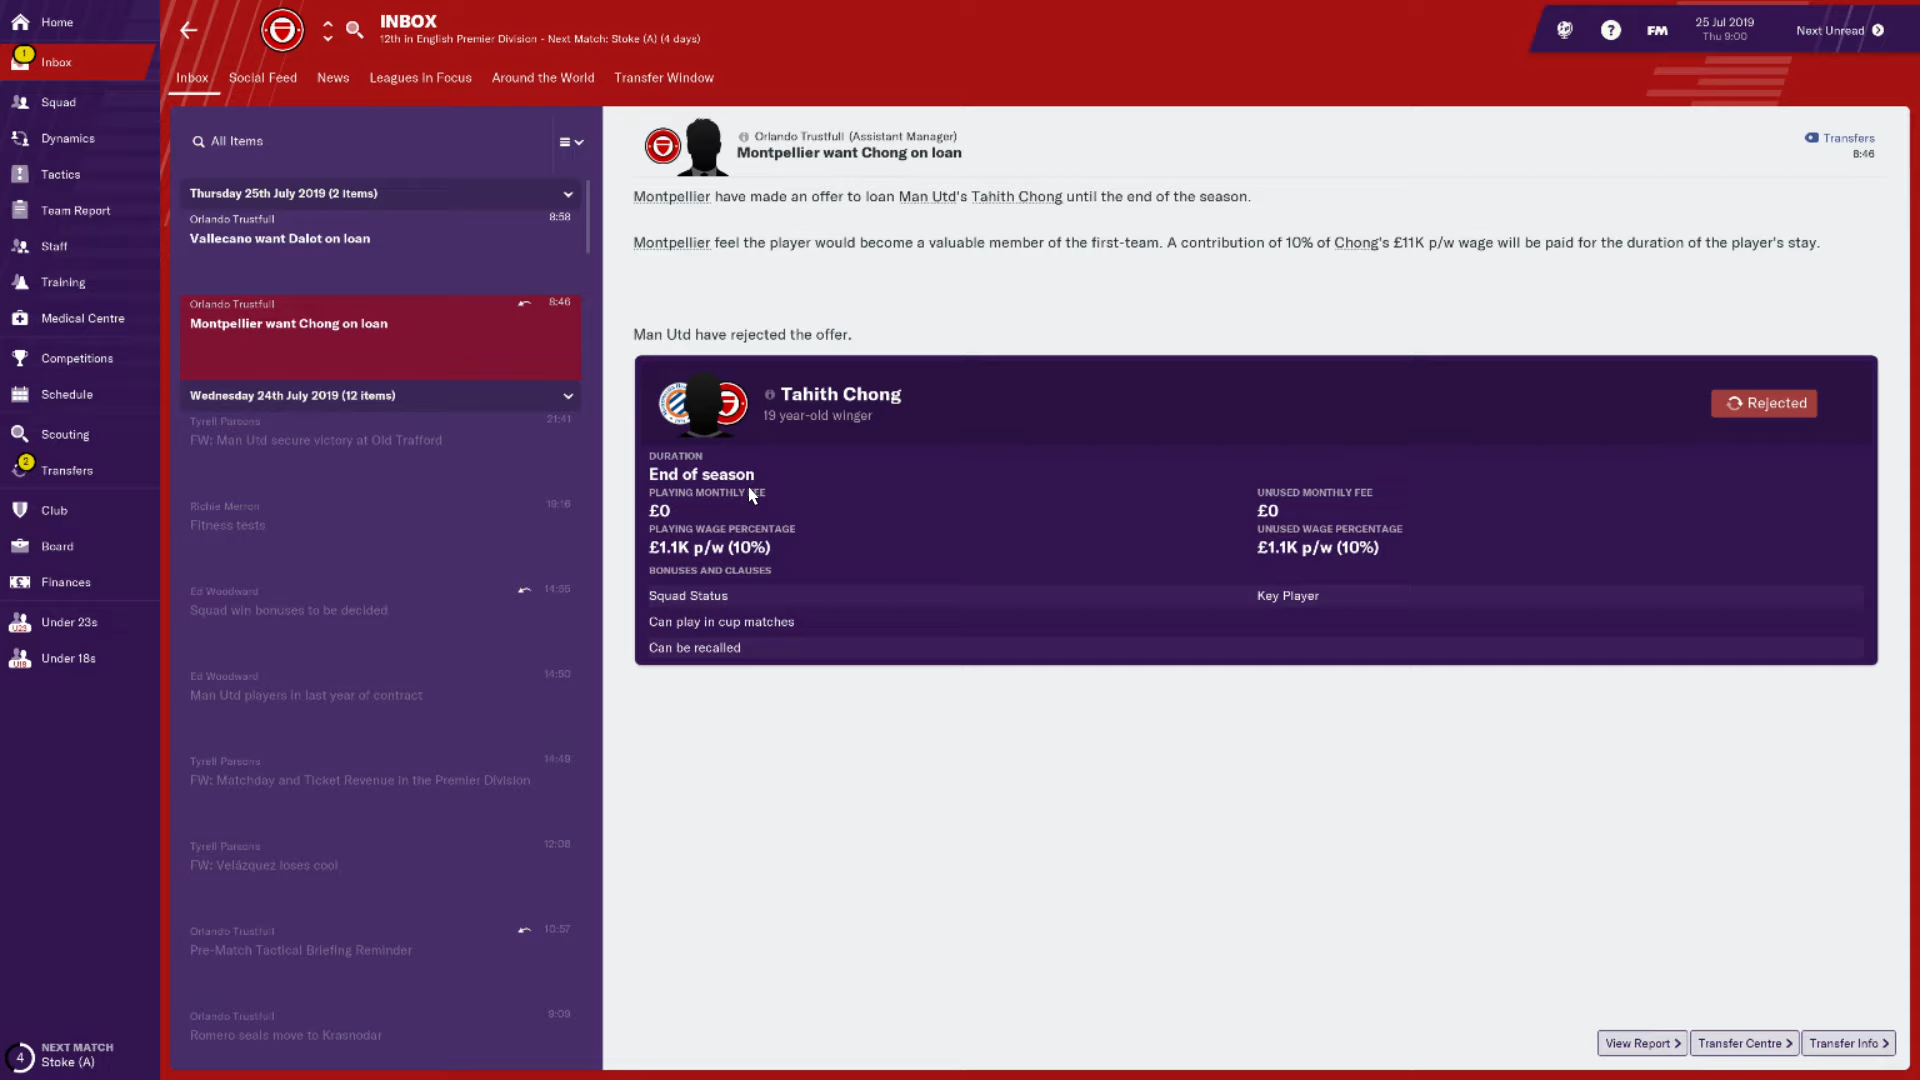 Home
1
Inbox
Squad
Dynamics
Tactics
Team Report
Staff
Training
Medical Centre
Competitions
Schedule
Scouting
2
Transfers
Club
Board
Finances
Under 23s
Under 18s
4
NEXT MATCH
Stoke (A)
INBOX
12th in English Premier Division - Next Match: Stoke (A) (4 days)
?
FM
25 Jul 2019
Thu 9:00
Next Unread
Inbox Social Feed News Leagues In Focus Around the World Transfer Window
All Items
Thursday 25th July 2019 (2 Items)
Orlando Trustfull 8:58
Vallecano want Dalot on loan
Orlando Trustfull 8:46
Montpellier want Chong on loan
Wednesday 24th July 2019 (12 items)
Tyrell Parsons 21:41
FW: Man Utd secure victory at Old Trafford
Richie Merron 19:16
Fitness tests
Ed Woodward 14:55
Squad win bonuses to be decided
Ed Woodward 14:50
Man Utd players in last year of contract
Tyrell Parsons 14:49
FW: Matchday and Ticket Revenue in the Premier Division
Tyrell Parsons 12:08
FW: Velázquez loses cool
Orlando Trustfull 10:57
Pre-Match Tactical Briefing Reminder
Orlando Trustfull 9:09
Romero seals move to Krasnodar
Orlando Trustfull (Assistant Manager)
Montpellier want Chong on loan
Transfers
8:46
Montpellier have made an offer to loan Man Utd's Tahith Chong until the end of the season.
Montpellier feel the player would become a valuable member of the first-team. A contribution of 10% of Chong's £11K p/w wage will be paid for the duration of the player's stay.
Man Utd have rejected the offer.
Tahith Chong
19 year-old winger
Rejected
DURATION
End of season
PLAYING MONTHLY FEE UNUSED MONTHLY FEE
£0 £0
PLAYING WAGE PERCENTAGE UNUSED WAGE PERCENTAGE
£1.1K p/w (10%) £1.1K p/w (10%)
BONUSES AND CLAUSES
Squad Status Key Player
Can play in cup matches
Can be recalled
View Report Transfer Centre Transfer Info